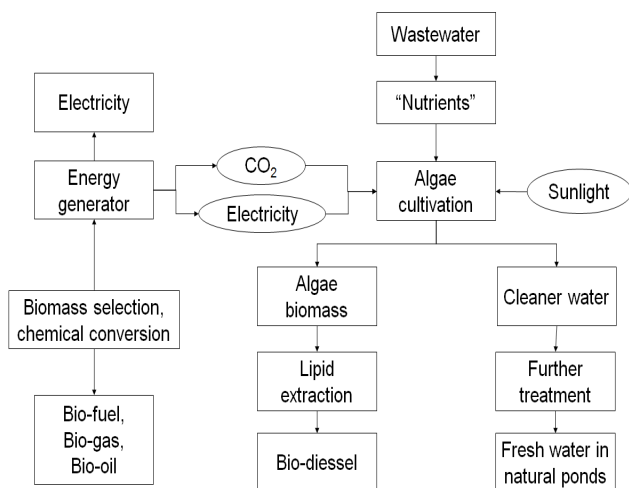 Wastewater
Electricity
“Nutrients”
CO₂
Energy
generator
Algae
cultivation
Sunlight
Electricity
Biomass selection,
chemical conversion
Algae
biomass
Cleaner water
Lipid
extraction
Further
treatment
Bio-fuel,
Bio-gas,
Bio-oil
Bio-diessel
Fresh water in
natural ponds